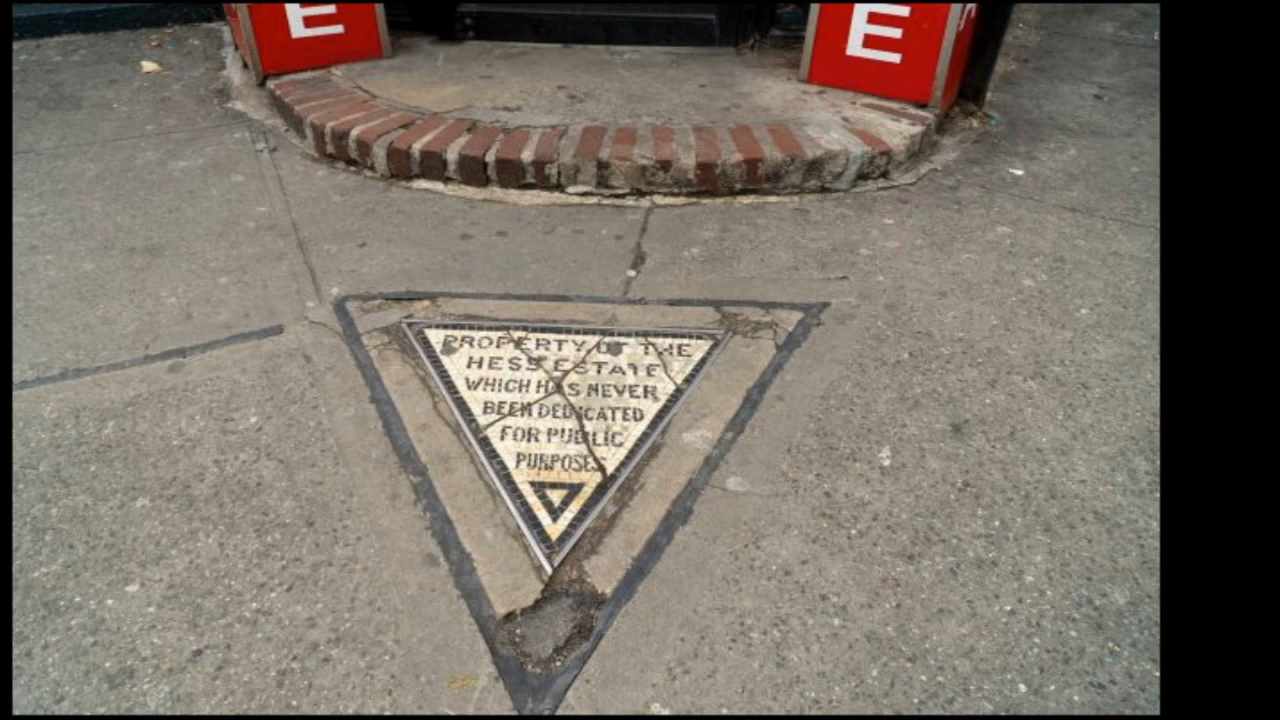 E
E
S
PROPERTY OF THE
HESS ESTATE
WHICH HAS NEVER
BEEN DEDICATED
FOR PUBLIC
PURPOSES